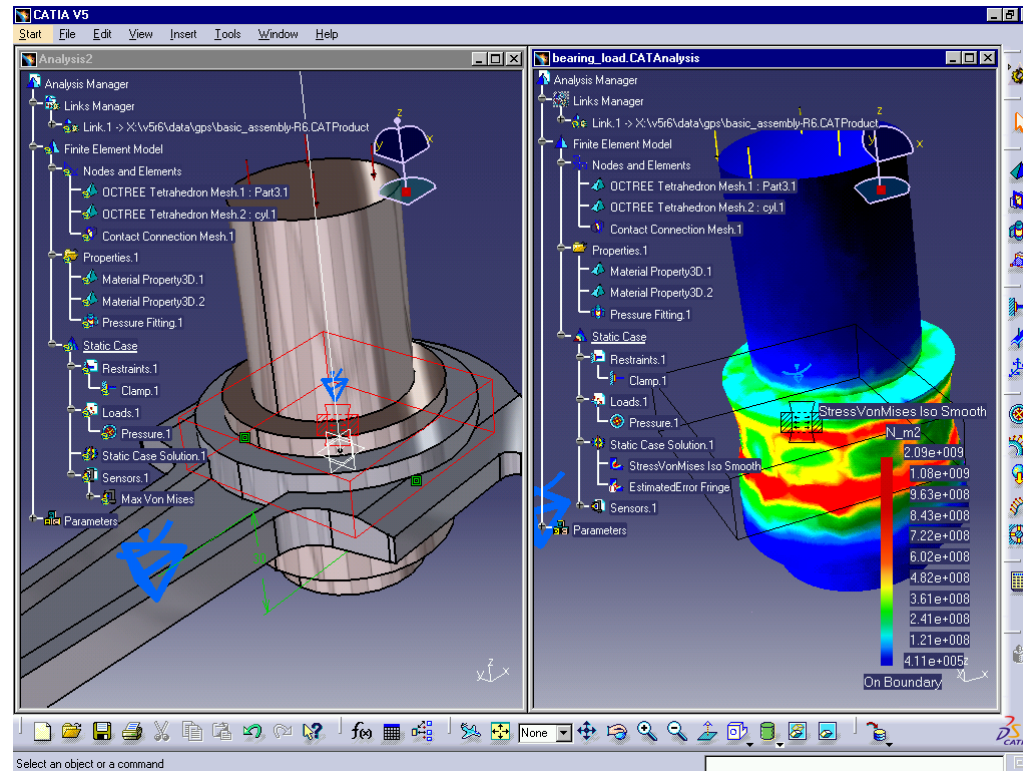 CATIA V5
Start File Edit View Insert Tools Window Help
Analysis2
Analysis Manager
Links Manager
Link.1 -> X:\v5r6\data\gps\basic_assembly-R6.CATProduct
Finite Element Model
Nodes and Elements
OCTREE Tetrahedron Mesh.1 : Part3.1
OCTREE Tetrahedron Mesh.2 : cyl.1
Contact Connection Mesh.1
Properties.1
Material Property3D.1
Material Property3D.2
Pressure Fitting.1
Static Case
Restraints.1
Clamp.1
Loads.1
Pressure.1
Static Case Solution.1
Sensors.1
Max Von Mises
Parameters
z
x
y
30
z
y
x
bearing_load.CATAnalysis
Analysis Manager
Links Manager
Link.1 -> X:\v5r6\data\gps\basic_assembly-R6.CATProduct
Finite Element Model
Nodes and Elements
OCTREE Tetrahedron Mesh.1 : Part3.1
OCTREE Tetrahedron Mesh.2 : cyl.1
Contact Connection Mesh.1
Properties.1
Material Property3D.1
Material Property3D.2
Pressure Fitting.1
Static Case
Restraints.1
Clamp.1
Loads.1
Pressure.1
Static Case Solution.1
StressVonMises Iso Smooth
EstimatedError Fringe
Sensors.1
Parameters
z
y
x
StressVonMises Iso Smooth
N_m2
2.09e+009
1.08e+009
9.63e+008
8.43e+008
7.22e+008
6.02e+008
4.82e+008
3.61e+008
2.41e+008
1.21e+008
4.11e+005
On Boundary
z
x
f(x)
None
DS
CATIA
Select an object or a command